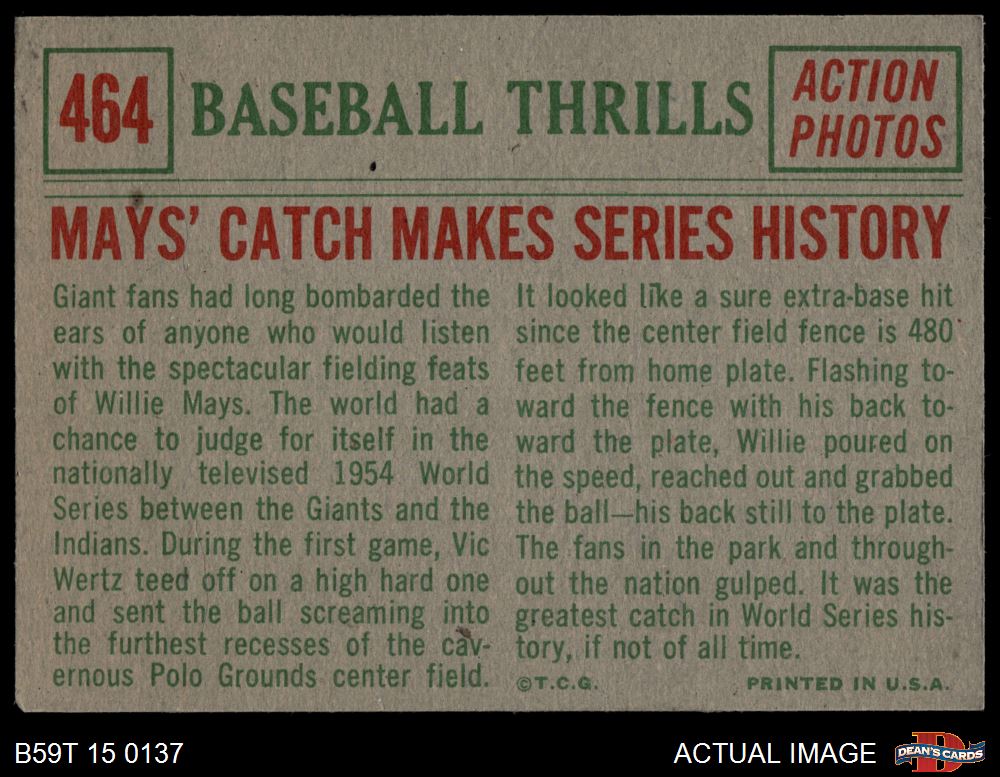 464
BASEBALL THRILLS
ACTION
PHOTOS
MAYS' CATCH MAKES SERIES HISTORY
Giant fans had long bombarded the
ears of anyone who would listen
with the spectacular fielding feats
of Willie Mays. The world had a
chance to judge for itself in the
nationally televised 1954 World
Series between the Giants and the
Indians. During the first game, Vic
Wertz teed off on a high hard one
and sent the ball screaming into
the furthest recesses of the cav-
ernous Polo Grounds center field.
It looked like a sure extra-base hit
since the center field fence is 480
feet from home plate. Flashing to-
ward the fence with his back to-
ward the plate, Willie poured on
the speed, reached out and grabbed
the ball—his back still to the plate.
The fans in the park and through-
out the nation gulped. It was the
greatest catch in World Series his-
tory, if not of all time.
©T.C.G.
PRINTED IN U.S.A.
B59T 15 0137
ACTUAL IMAGE
D
DEAN'S CARDS